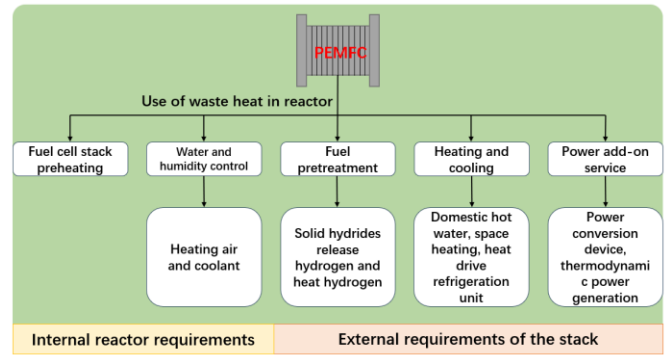 PEMFC
Use of waste heat in reactor
Fuel cell stack
preheating
Water and
humidity control
Fuel
pretreatment
Heating and
cooling
Power add-on
service
Heating air
and coolant
Solid hydrides
release
hydrogen and
heat hydrogen
Domestic hot
water, space
heating, heat
drive
refrigeration
unit
Power
conversion
device,
thermodynami
c power
generation
Internal reactor requirements
External requirements of the stack